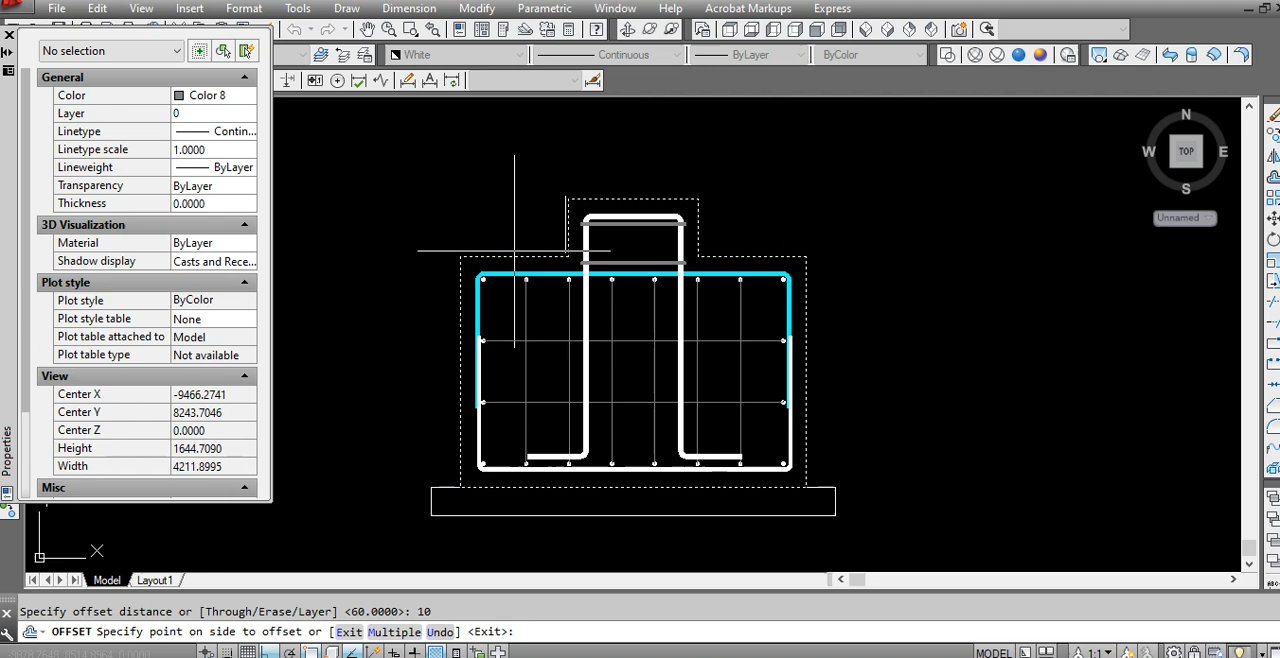 File Edit View Insert Format Tools Draw Dimension Modify Parametric Window Help Acrobat Markups Express
White Continuous ByLayer ByColor
No selection
General
Color Color 8
Layer 0
Linetype Contin...
Linetype scale 1.0000
Lineweight ByLayer
Transparency ByLayer
Thickness 0.0000
3D Visualization
Material ByLayer
Shadow display Casts and Rece...
Plot style
Plot style ByColor
Plot style table None
Plot table attached to Model
Plot table type Not available
View
Center X -9466.2741
Center Y 8243.7046
Center Z 0.0000
Height 1644.7090
Width 4211.8995
Misc
Properties
N
W TOP E
S
Unnamed
X
Model Layout1
Specify offset distance or [Through/Erase/Layer] <60.0000>: 10
OFFSET Specify point on side to offset or [Exit Multiple Undo] <Exit>:
MODEL 1:1